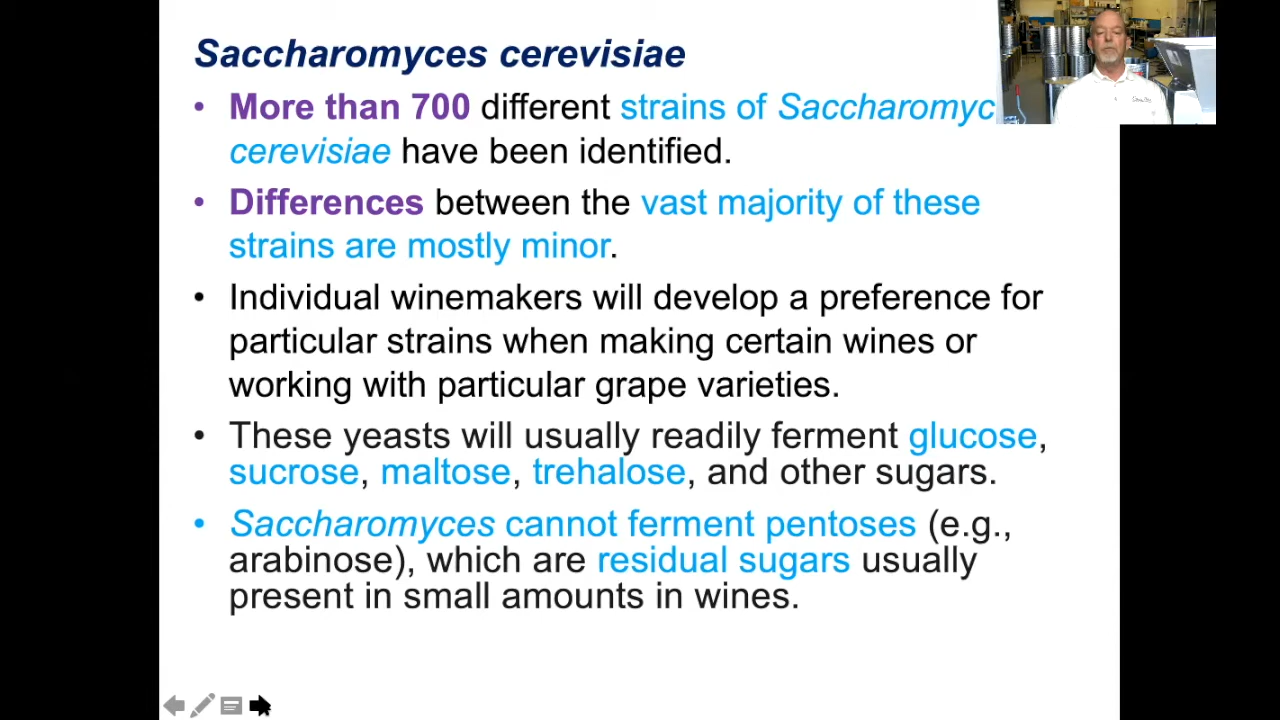 Saccharomyces cerevisiae
• More than 700 different strains of Saccharomyc
cerevisiae have been identified.
• Differences between the vast majority of these
strains are mostly minor.
• Individual winemakers will develop a preference for
particular strains when making certain wines or
working with particular grape varieties.
• These yeasts will usually readily ferment glucose,
sucrose, maltose, trehalose, and other sugars.
• Saccharomyces cannot ferment pentoses (e.g.,
arabinose), which are residual sugars usually
present in small amounts in wines.